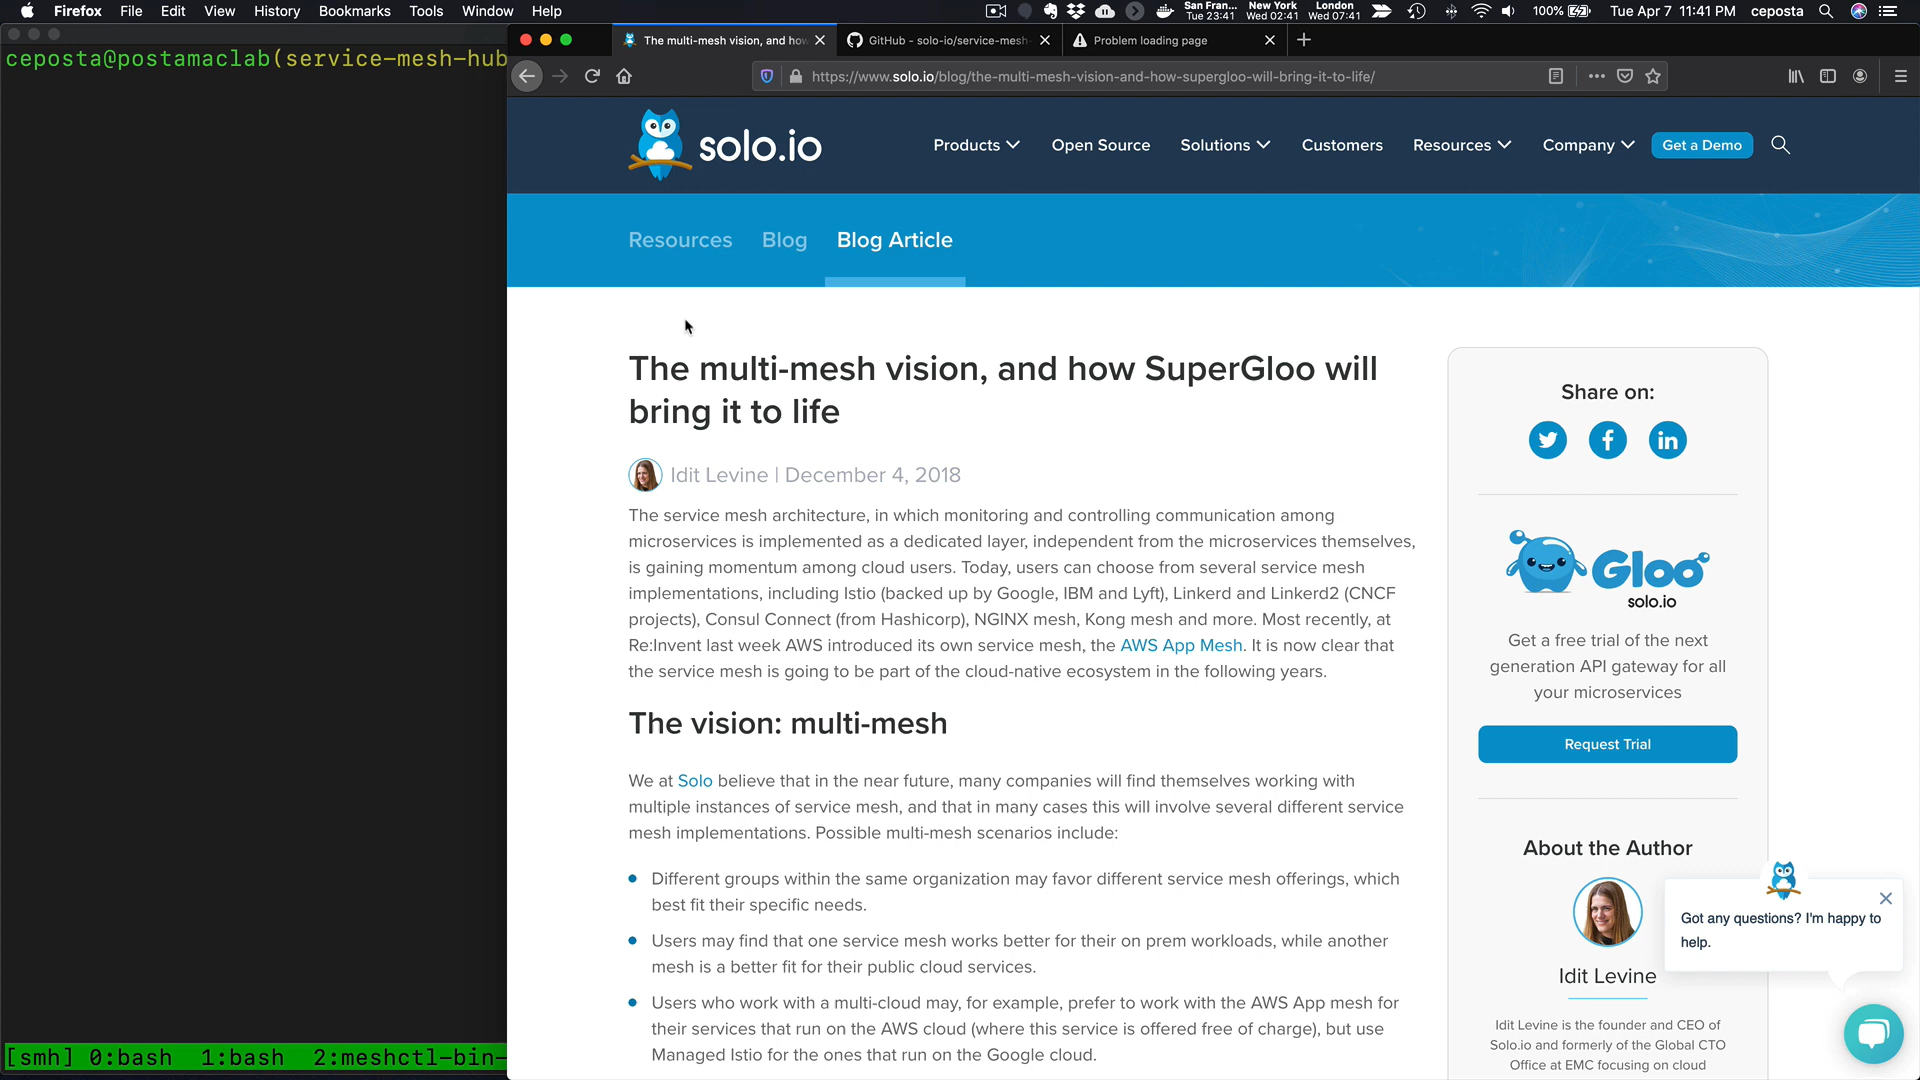 Firefox File Edit View History Bookmarks Tools Window Help
San Fran... Tue 23:41 New York Wed 02:41 London Wed 07:41 100% Tue Apr 7 11:41 PM ceposta
The multi-mesh vision, and how
GitHub - solo-io/service-mesh-
Problem loading page
https://www.solo.io/blog/the-multi-mesh-vision-and-how-supergloo-will-bring-it-to-life/
ceposta@postamaclab(service-mesh-hub
solo.io
Products Open Source Solutions Customers Resources Company Get a Demo
Resources Blog Blog Article
The multi-mesh vision, and how SuperGloo will
bring it to life
Idit Levine | December 4, 2018
The service mesh architecture, in which monitoring and controlling communication among
microservices is implemented as a dedicated layer, independent from the microservices themselves,
is gaining momentum among cloud users. Today, users can choose from several service mesh
implementations, including Istio (backed up by Google, IBM and Lyft), Linkerd and Linkerd2 (CNCF
projects), Consul Connect (from Hashicorp), NGINX mesh, Kong mesh and more. Most recently, at
Re:Invent last week AWS introduced its own service mesh, the AWS App Mesh. It is now clear that
the service mesh is going to be part of the cloud-native ecosystem in the following years.
The vision: multi-mesh
We at Solo believe that in the near future, many companies will find themselves working with
multiple instances of service mesh, and that in many cases this will involve several different service
mesh implementations. Possible multi-mesh scenarios include:
Different groups within the same organization may favor different service mesh offerings, which
best fit their specific needs.
Users may find that one service mesh works better for their on prem workloads, while another
mesh is a better fit for their public cloud services.
Users who work with a multi-cloud may, for example, prefer to work with the AWS App mesh for
their services that run on the AWS cloud (where this service is offered free of charge), but use
Managed Istio for the ones that run on the Google cloud.
Share on:
Gloo
solo.io
Get a free trial of the next
generation API gateway for all
your microservices
Request Trial
About the Author
Idit Levine
Idit Levine is the founder and CEO of
Solo.io and formerly of the Global CTO
Office at EMC focusing on cloud
Got any questions? I'm happy to
help.
[smh] 0:bash 1:bash 2:meshctl-bin-